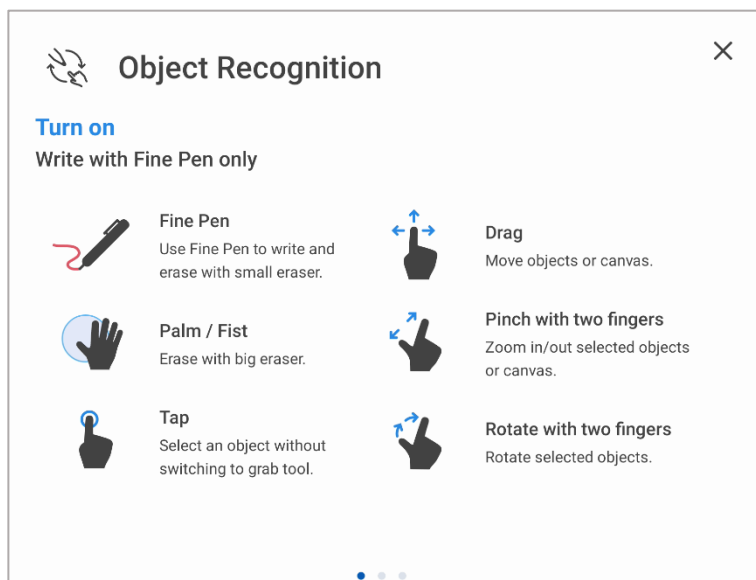 Object Recognition
Turn on
Write with Fine Pen only
Fine Pen
Use Fine Pen to write and
erase with small eraser.
Palm / Fist
Erase with big eraser.
Tap
Select an object without
switching to grab tool.
Drag
Move objects or canvas.
Pinch with two fingers
Zoom in/out selected objects
or canvas.
Rotate with two fingers
Rotate selected objects.